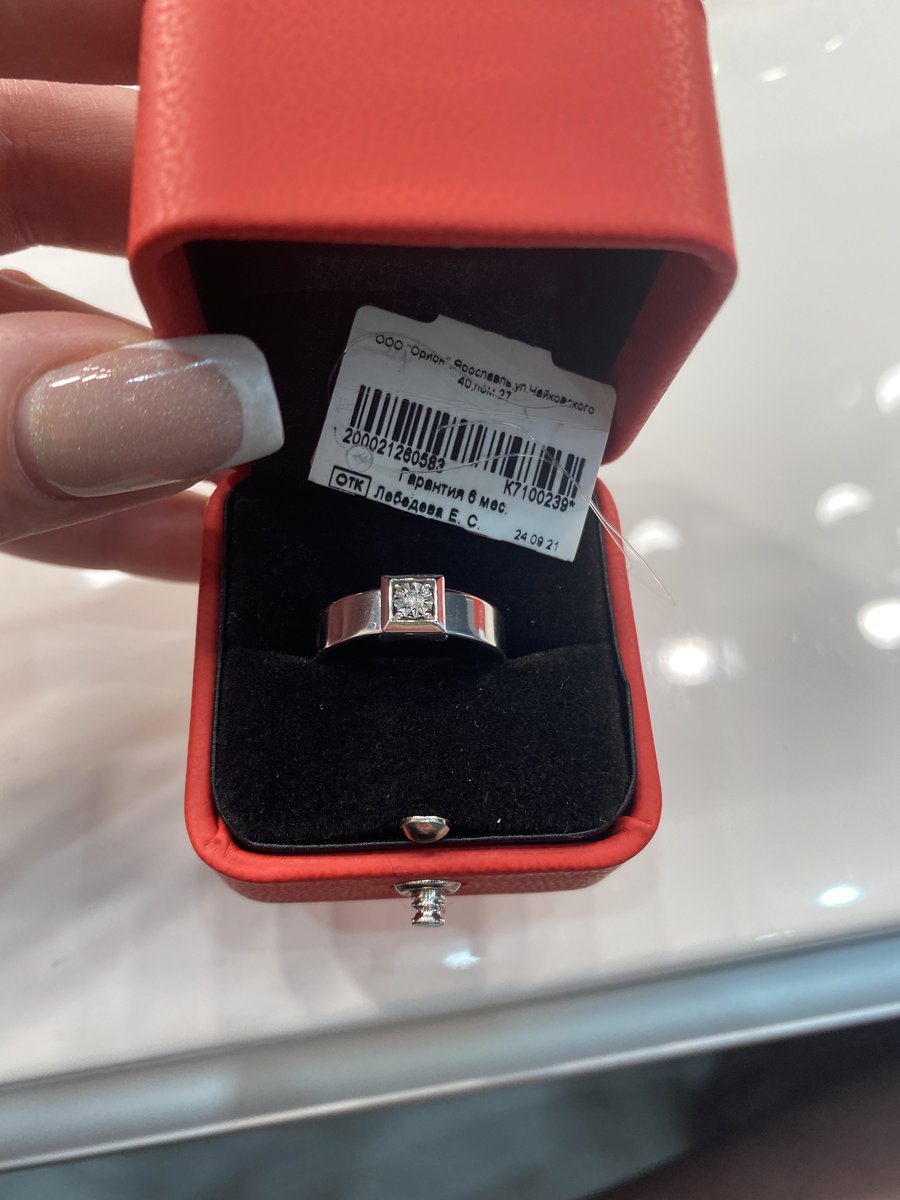 ООО "Орион",Ярославль,ул.Чайковского
40,пом.37
200021260583 К7100239*
Гарантия 6 мес.
ОТК Лебедева Е. С.
24.09.21